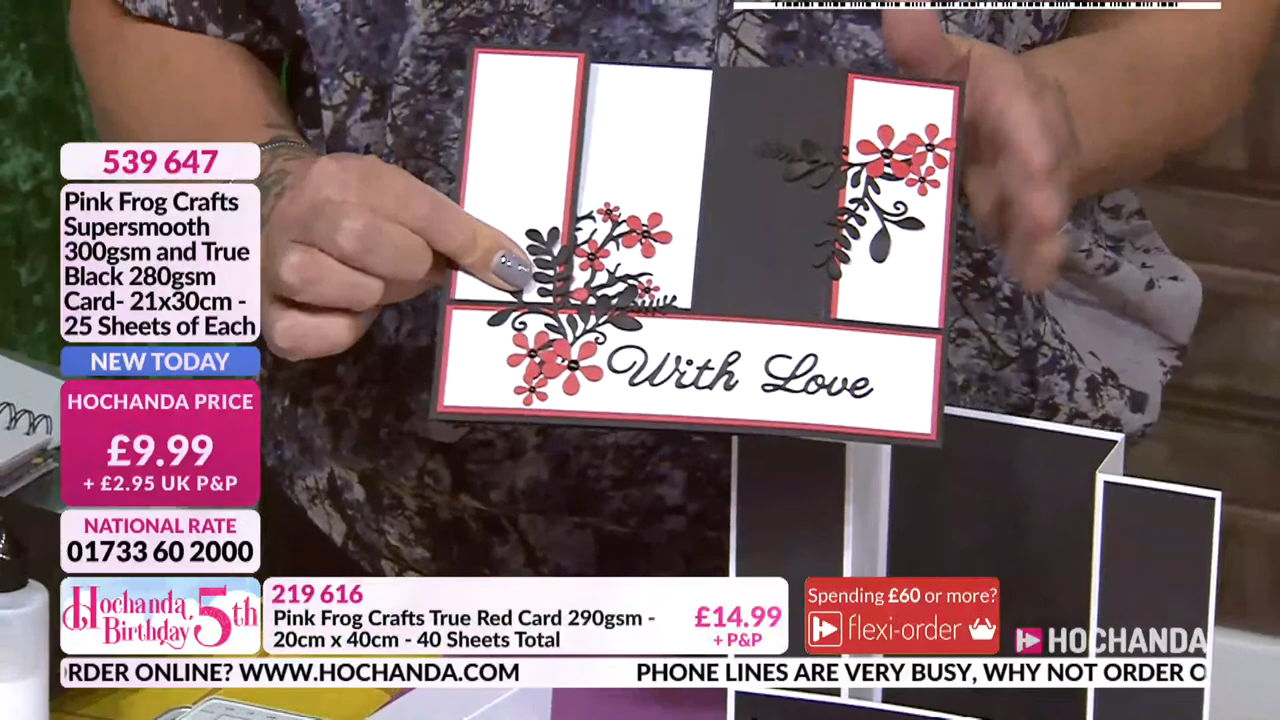 539 647
Pink Frog Crafts
Supersmooth
300gsm and True
Black 280gsm
Card- 21x30cm -
25 Sheets of Each
NEW TODAY
HOCHANDA PRICE
£9.99
+ £2.95 UK P&P
NATIONAL RATE
01733 60 2000
With Love
Hochanda
Birthday
5th
219 616
Pink Frog Crafts True Red Card 290gsm -
20cm x 40cm - 40 Sheets Total
£14.99
+ P&P
Spending £60 or more?
flexi-order
HOCHANDA
RDER ONLINE? WWW.HOCHANDA.COM
PHONE LINES ARE VERY BUSY, WHY NOT ORDER O